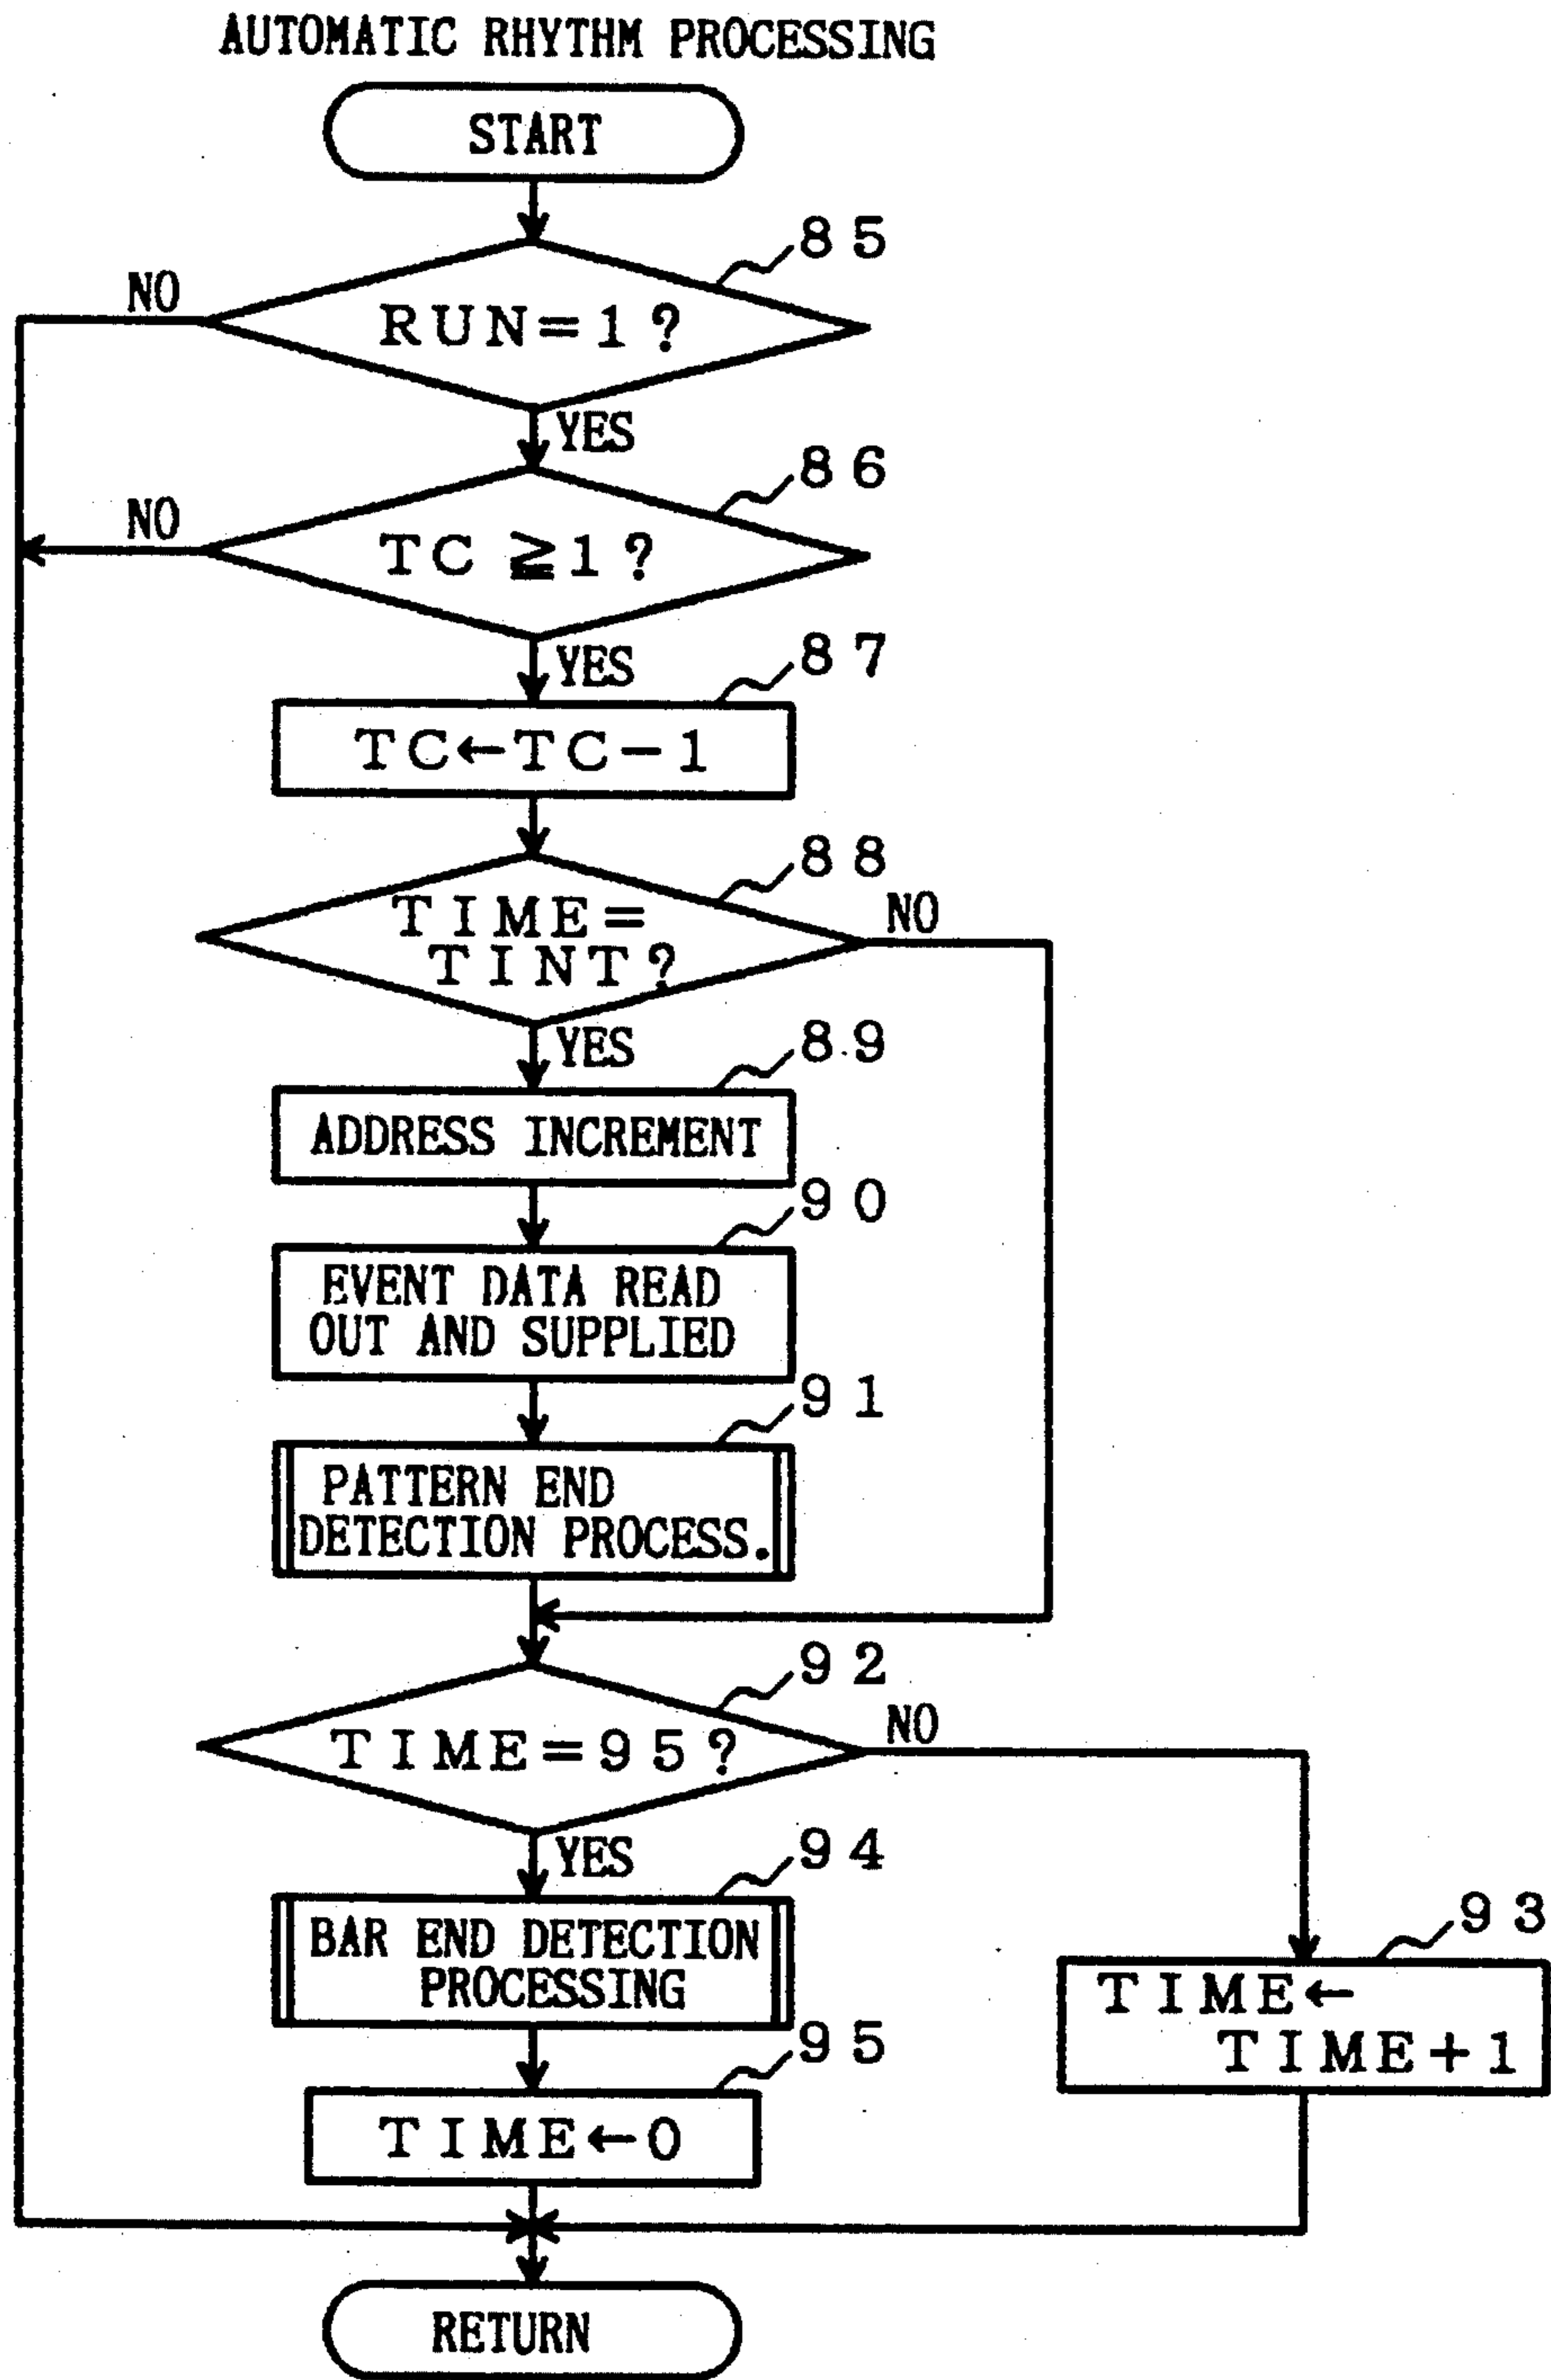 AUTOMATIC RHYTHM PROCESSING
START
85
NO
RUN=1?
YES
86
NO
TC ≧1?
YES
87
TC←TC-1
88
TIME=
TINT?
NO
YES
89
ADDRESS INCREMENT
90
EVENT DATA READ
OUT AND SUPPLIED
91
PATTERN END
DETECTION PROCESS.
92
TIME=95?
NO
YES
94
BAR END DETECTION
PROCESSING
93
TIME←
TIME+1
95
TIME←0
RETURN